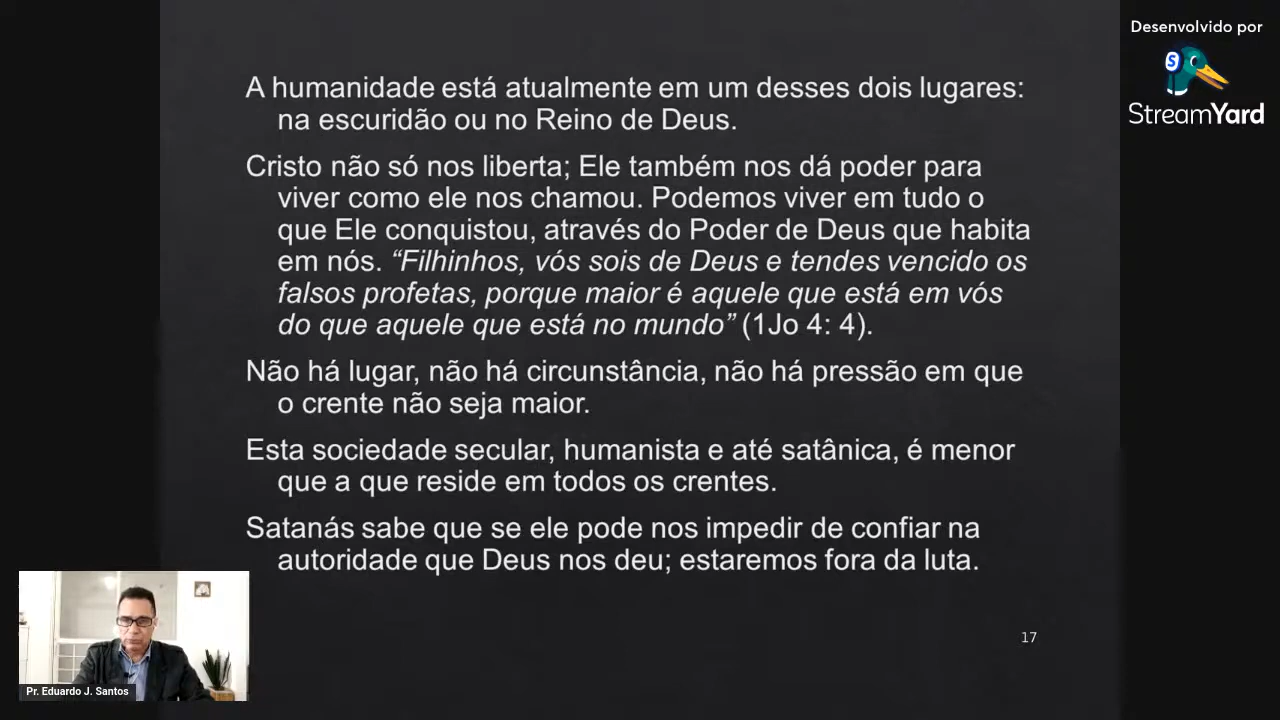 Desenvolvido por
S
StreamYard
A humanidade está atualmente em um desses dois lugares:
na escuridão ou no Reino de Deus.
Cristo não só nos liberta; Ele também nos dá poder para
viver como ele nos chamou. Podemos viver em tudo o
que Ele conquistou, através do Poder de Deus que habita
em nós. “Filhinhos, vós sois de Deus e tendes vencido os
falsos profetas, porque maior é aquele que está em vós
do que aquele que está no mundo” (1Jo 4: 4).
Não há lugar, não há circunstância, não há pressão em que
o crente não seja maior.
Esta sociedade secular, humanista e até satânica, é menor
que a que reside em todos os crentes.
Satanás sabe que se ele pode nos impedir de confiar na
autoridade que Deus nos deu; estaremos fora da luta.
17
Pr. Eduardo J. Santos